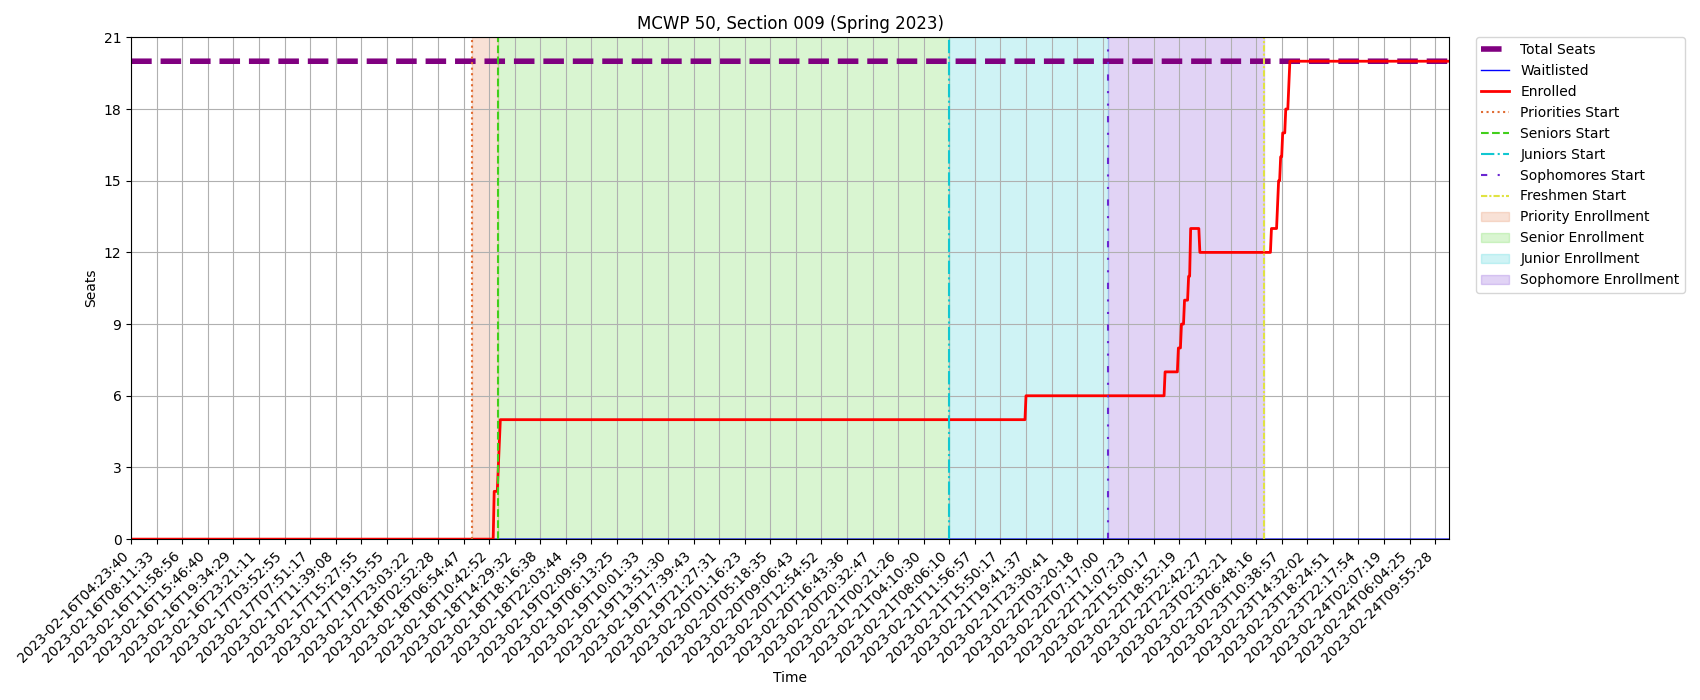 MCWP 50, Section 009 (Spring 2023)
21
18
15
12
9
6
3
0
Seats
Total Seats
Waitlisted
Enrolled
Priorities Start
Seniors Start
Juniors Start
Sophomores Start
Freshmen Start
Priority Enrollment
Senior Enrollment
Junior Enrollment
Sophomore Enrollment
2023-02-16T04:23:40
2023-02-16T08:11:33
2023-02-16T11:58:56
2023-02-16T15:46:40
2023-02-16T19:34:29
2023-02-16T23:21:11
2023-02-17T03:52:55
2023-02-17T07:51:17
2023-02-17T11:39:08
2023-02-17T15:27:55
2023-02-17T19:15:55
2023-02-17T23:03:22
2023-02-18T02:52:28
2023-02-18T06:54:47
2023-02-18T10:42:52
2023-02-18T14:29:32
2023-02-18T18:16:38
2023-02-18T22:03:44
2023-02-19T02:09:59
2023-02-19T06:13:25
2023-02-19T10:01:33
2023-02-19T13:51:30
2023-02-19T17:39:43
2023-02-19T21:27:31
2023-02-20T01:16:23
2023-02-20T05:18:35
2023-02-20T09:06:43
2023-02-20T12:54:52
2023-02-20T16:43:36
2023-02-20T20:32:47
2023-02-21T00:21:26
2023-02-21T04:10:30
2023-02-21T08:06:10
2023-02-21T11:56:57
2023-02-21T15:50:17
2023-02-21T19:41:37
2023-02-21T23:30:41
2023-02-22T03:20:18
2023-02-22T07:17:00
2023-02-22T11:07:23
2023-02-22T15:00:17
2023-02-22T18:52:19
2023-02-22T22:42:27
2023-02-23T02:32:21
2023-02-23T06:48:16
2023-02-23T10:38:57
2023-02-23T14:32:02
2023-02-23T18:24:51
2023-02-23T22:17:54
2023-02-24T02:07:19
2023-02-24T06:04:25
2023-02-24T09:55:28
Time